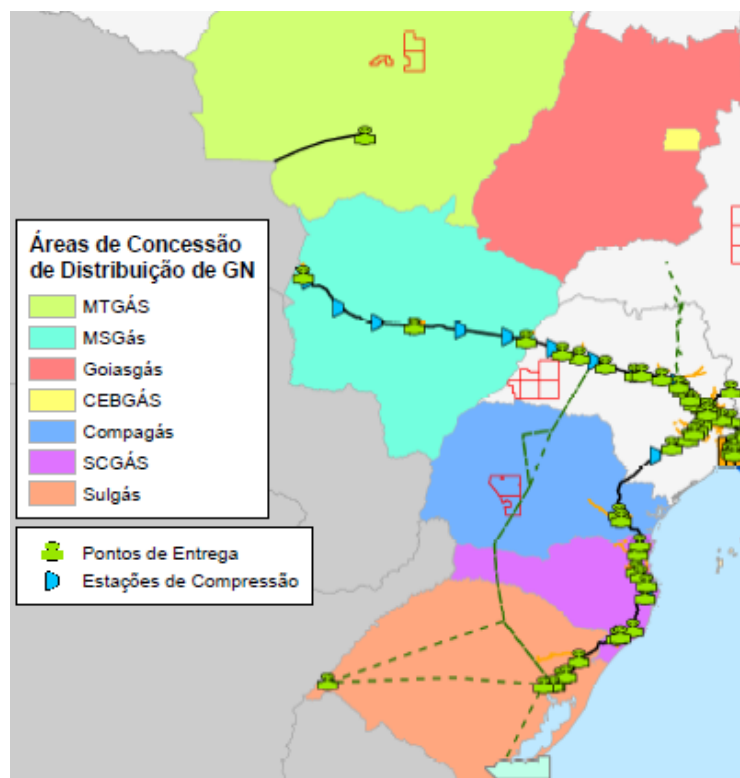 Áreas de Concessão
de Distribuição de GN
MTGÁS
MSGás
Goiasgás
CEBGÁS
Compagás
SCGÁS
Sulgás
Pontos de Entrega
Estações de Compressão